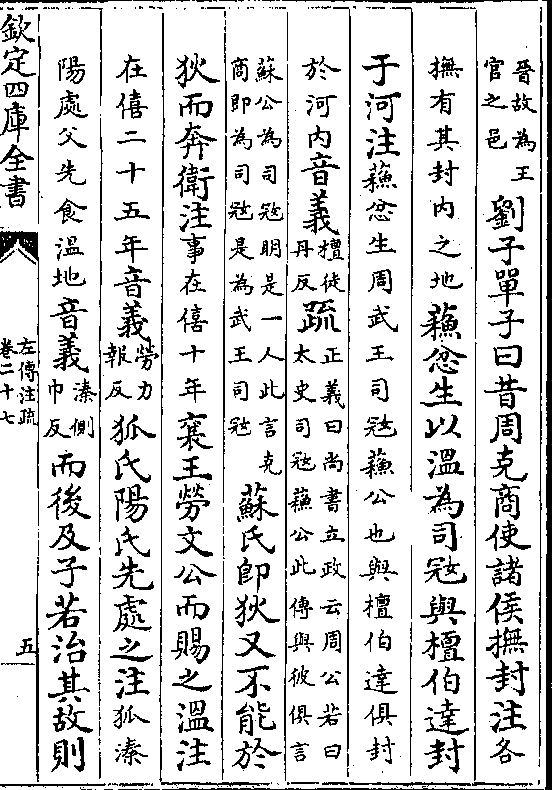 晉故為王
官之邑
劉子單子曰昔周克商使諸侯撫封注各
撫有其封内之地蘓忿生以温為司冦與檀伯達封
于河注蘓忿生周武王司冦蘓公也與檀伯達俱封
於河内音義
檀徒
丹反
疏
正義曰尚書立政云周公若曰
太史司冦蘓公此傳與彼俱言
蘇公為司冦明是一人此言克
商即為司冦是為武王司冦
蘇氏即狄又不能於
狄而奔衛注事在僖十年襄王勞文公而賜之温注
在僖二十五年音義
勞力
報反
狐氏陽氏先處之注狐溱
陽處父先食温地音義
溱側
巾反
而後及子若治其故則
欽定四庫全書
左傳注疏
卷二十七
五